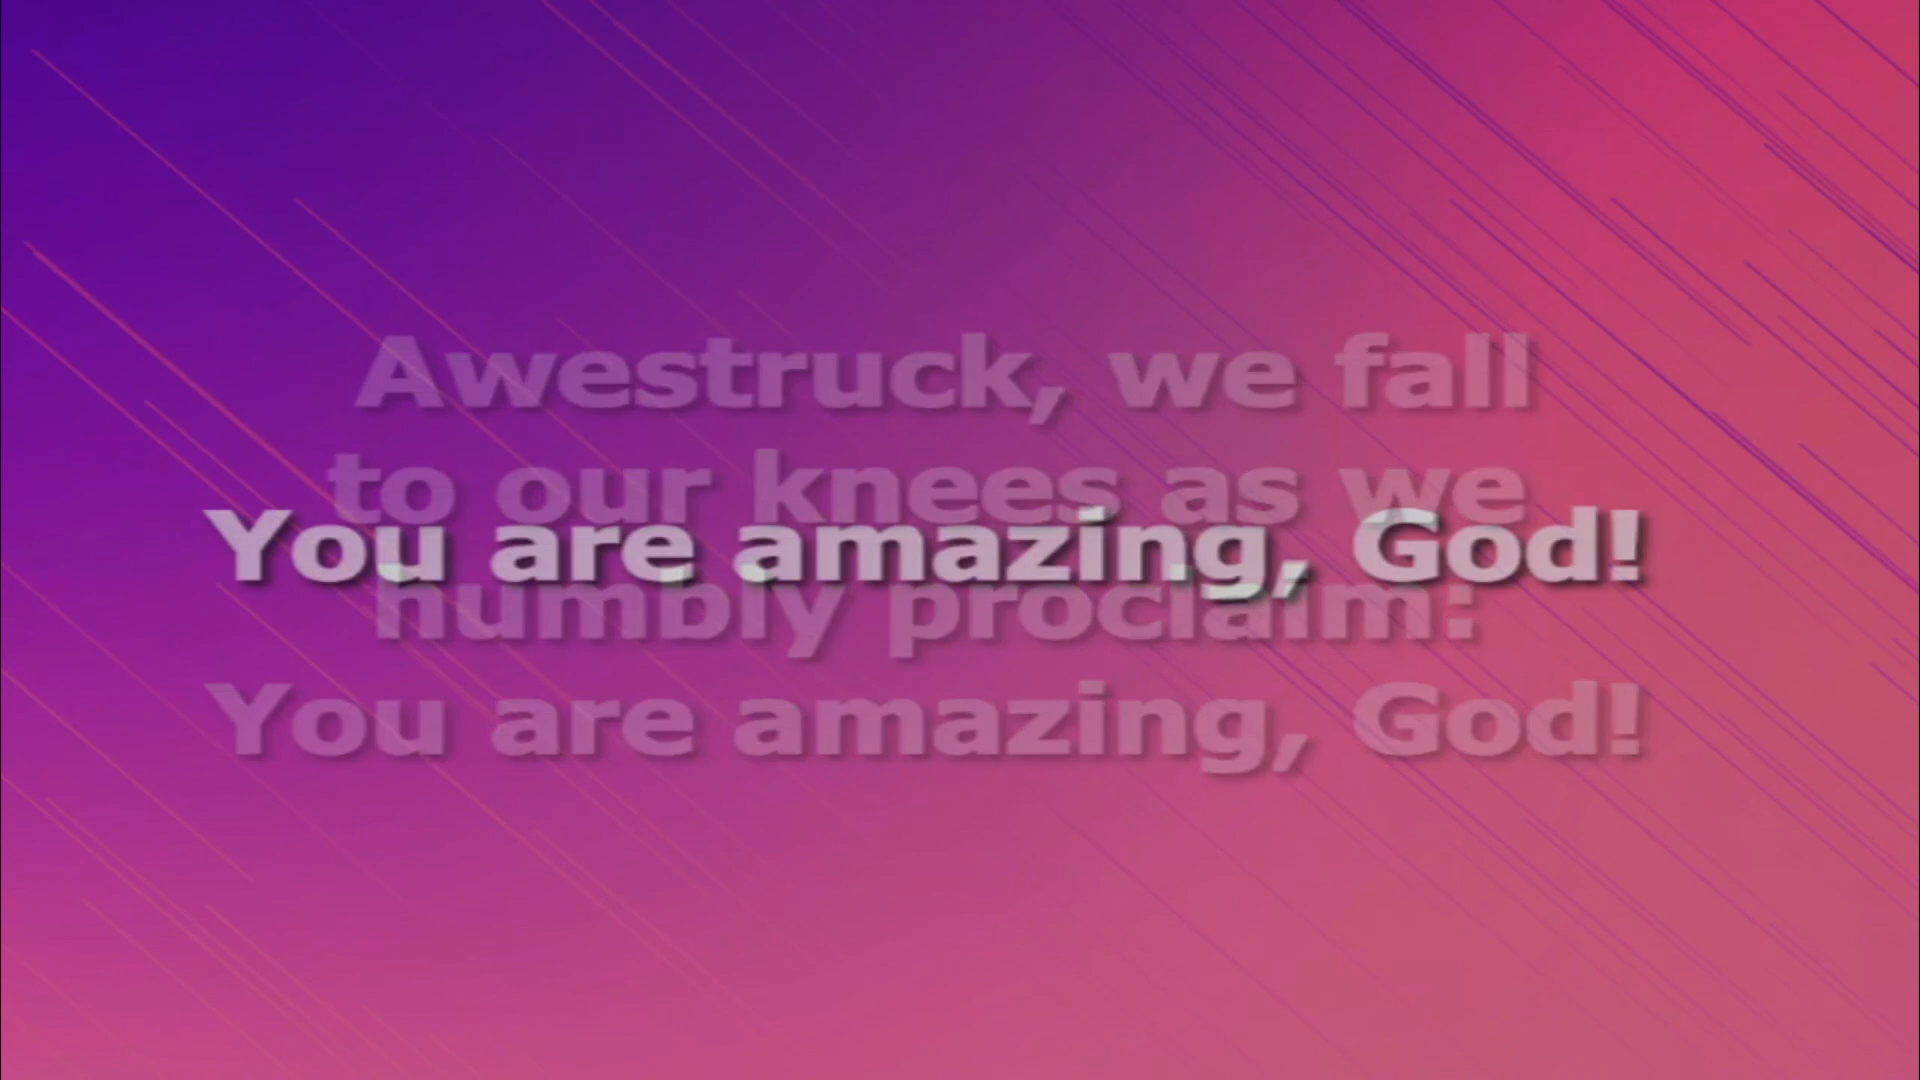 Awestruck, we fall
to our knees as we
You are amazing, God!
humbly proclaim:
You are amazing, God!